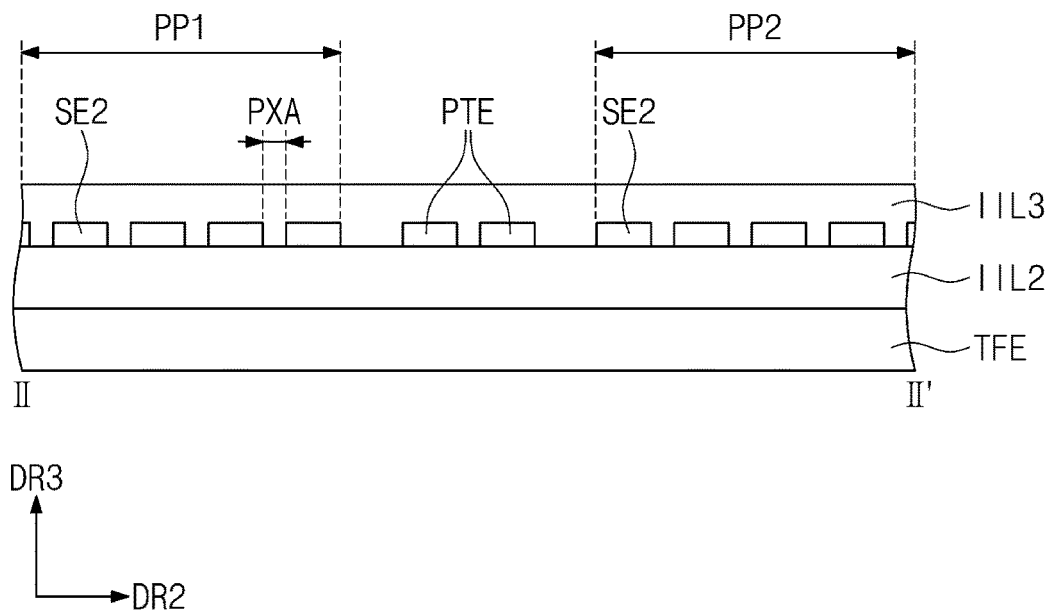 PP1 PP2
SE2 PXA PTE SE2
IIL3
IIL2
TFE
Ⅱ Ⅱ'
DR3
DR2